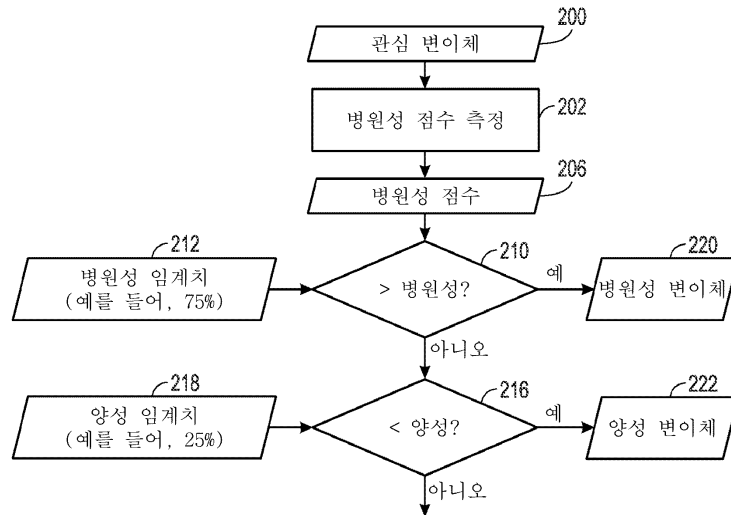 관심 변이체
200
병원성 점수 측정
202
병원성 점수
206
212
병원성 임계치
(예를 들어, 75%)
> 병원성?
210
예
220
병원성 변이체
아니오
218
양성 임계치
(예를 들어, 25%)
< 양성?
216
예
222
양성 변이체
아니오